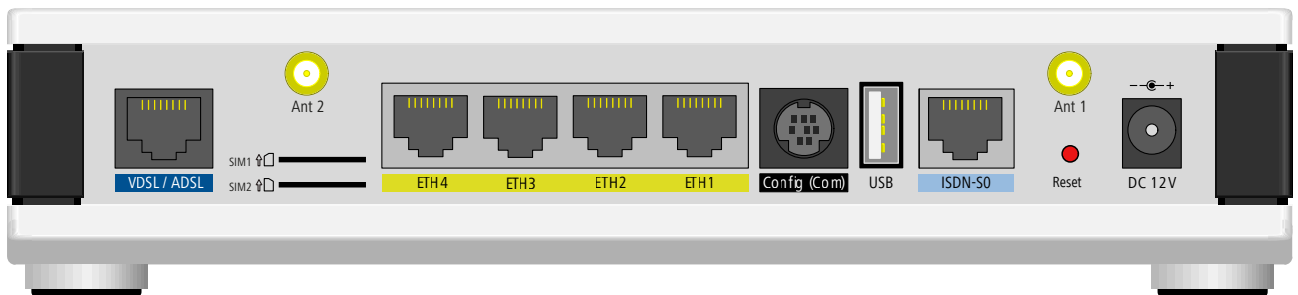 Ant 2
Ant 1
- +
SIM1
SIM2
VDSL / ADSL
ETH4
ETH3
ETH2
ETH1
Config (Com)
USB
ISDN-S0
Reset
DC 12V